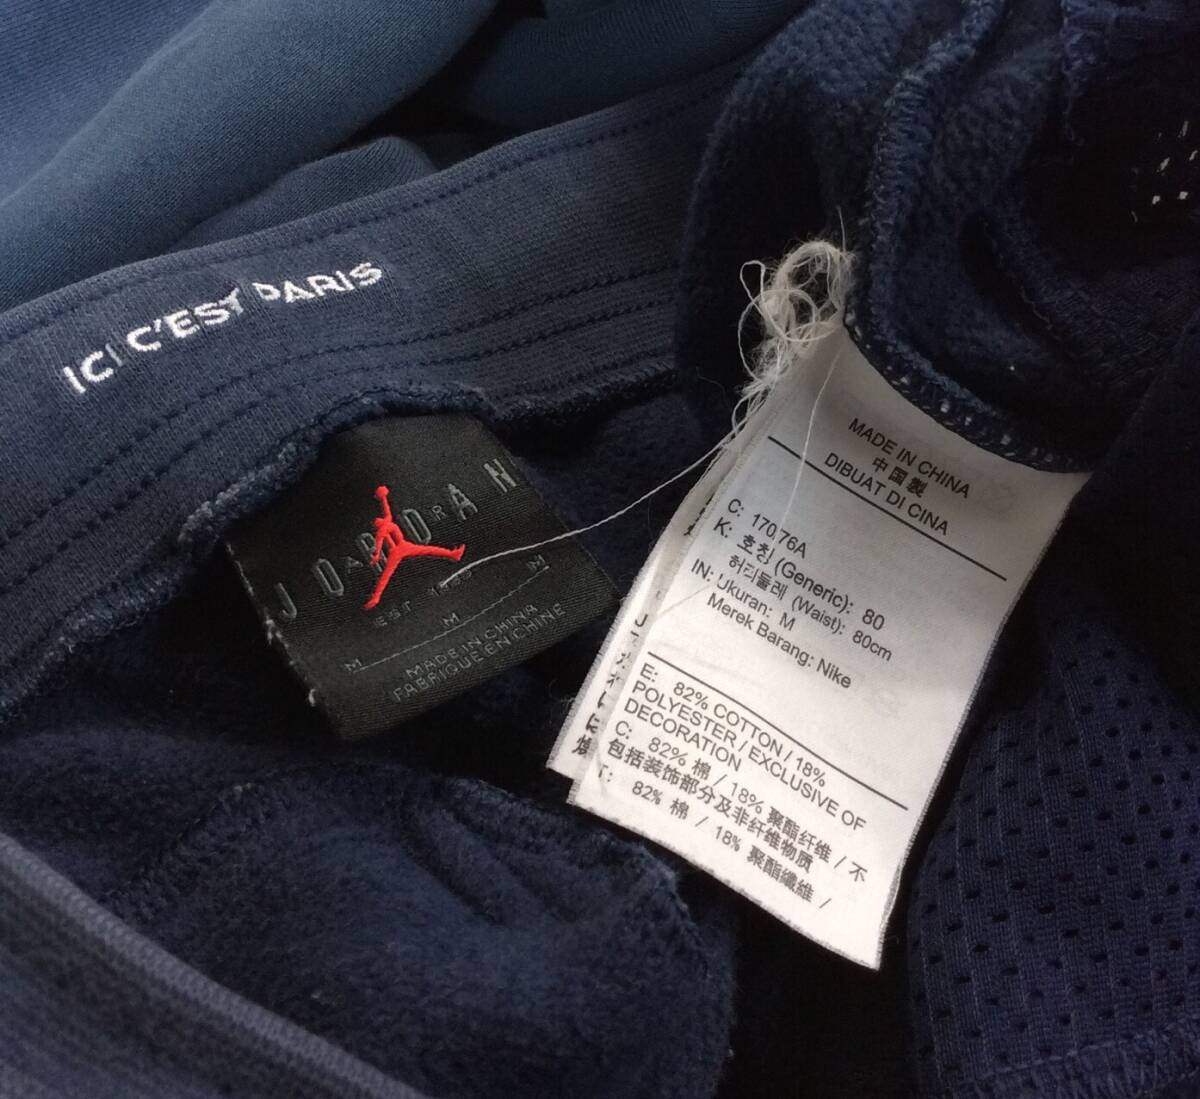 ICI C'EST PARIS
JORDAN
EST 1985
M M M
MADE IN CHINA
FABRIQUE EN CHINE
MADE IN CHINA
中国製
DIBUAT DI CINA
C: 170,76A
K: 호칭 (Generic): 80
허리둘레 (Waist): 80cm
IN: Ukuran: M
Merek Barang: Nike
E: 82% COTTON / 18%
POLYESTER / EXCLUSIVE OF
DECORATION
C: 82% 棉 / 18% 聚酯纤维 / 不
包括装饰部分及非纤维物质
T: 82% 棉 / 18% 聚酯纖維 /